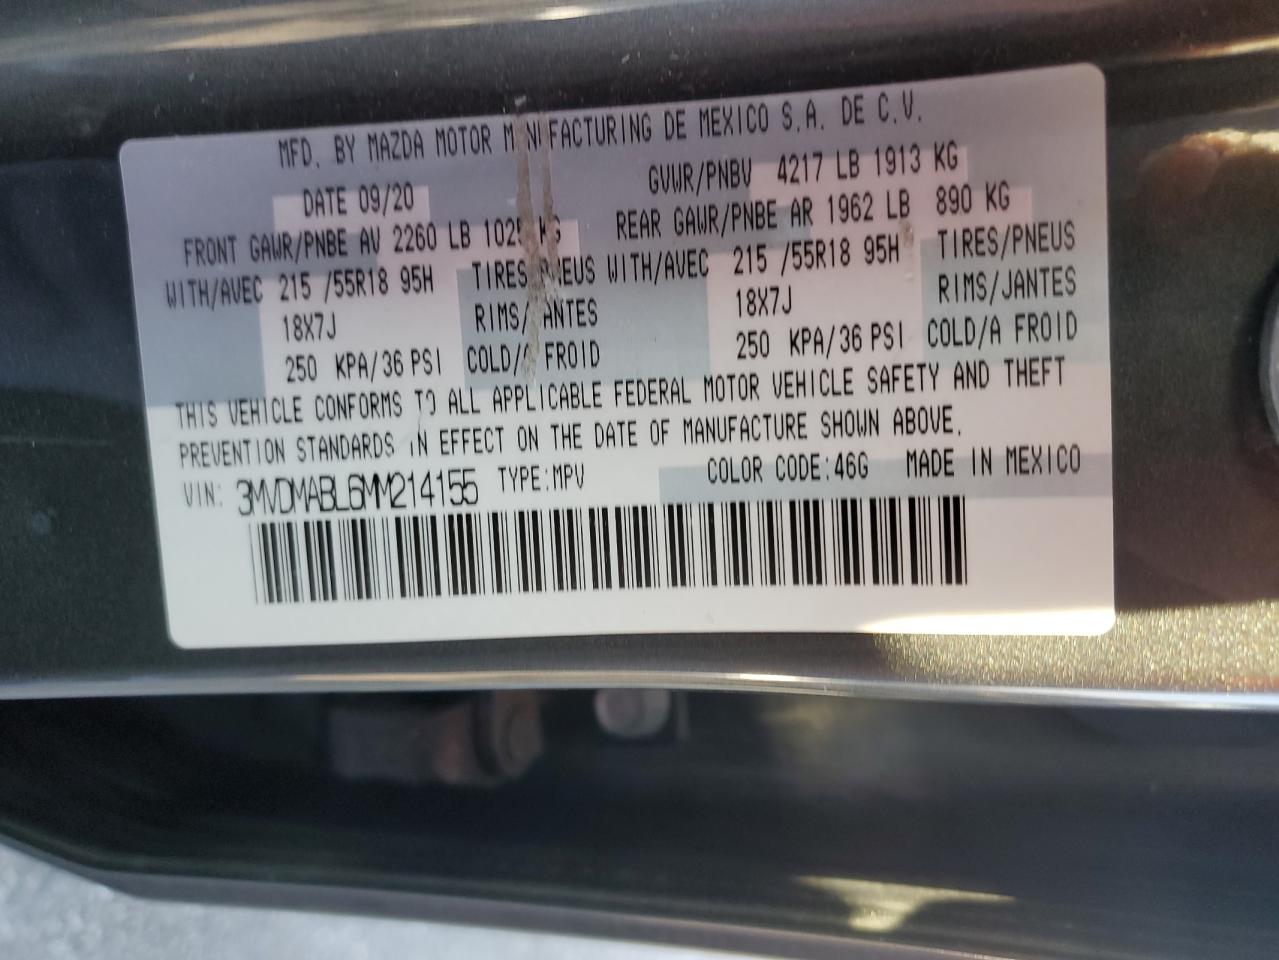 MFD. BY MAZDA MOTOR MANUFACTURING DE MEXICO S.A. DE C.V.
DATE 09/20 GVWR/PNBV 4217 LB 1913 KG
FRONT GAWR/PNBE AV 2260 LB 1025 KG REAR GAWR/PNBE AR 1962 LB 890 KG
WITH/AVEC 215 /55R18 95H TIRES/PNEUS WITH/AVEC 215 /55R18 95H TIRES/PNEUS
18X7J RIMS/JANTES 18X7J RIMS/JANTES
250 KPA/36 PSI COLD/A FROID 250 KPA/36 PSI COLD/A FROID
THIS VEHICLE CONFORMS TO ALL APPLICABLE FEDERAL MOTOR VEHICLE SAFETY AND THEFT
PREVENTION STANDARDS IN EFFECT ON THE DATE OF MANUFACTURE SHOWN ABOVE.
VIN: 3MVDMABL6MM214155 TYPE:MPV COLOR CODE:46G MADE IN MEXICO